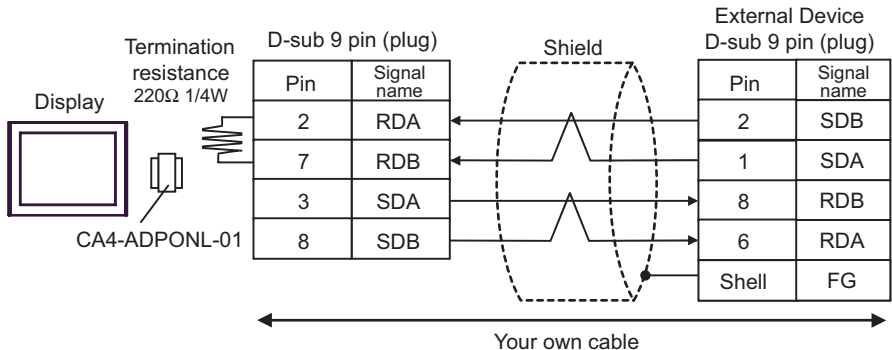 External Device
D-sub 9 pin (plug)
D-sub 9 pin (plug)
Shield
Termination
resistance
220Ω 1/4W
Display
CA4-ADPONL-01
Pin Signal name
2 RDA
7 RDB
3 SDA
8 SDB
Pin Signal name
2 SDB
1 SDA
8 RDB
6 RDA
Shell FG
Your own cable